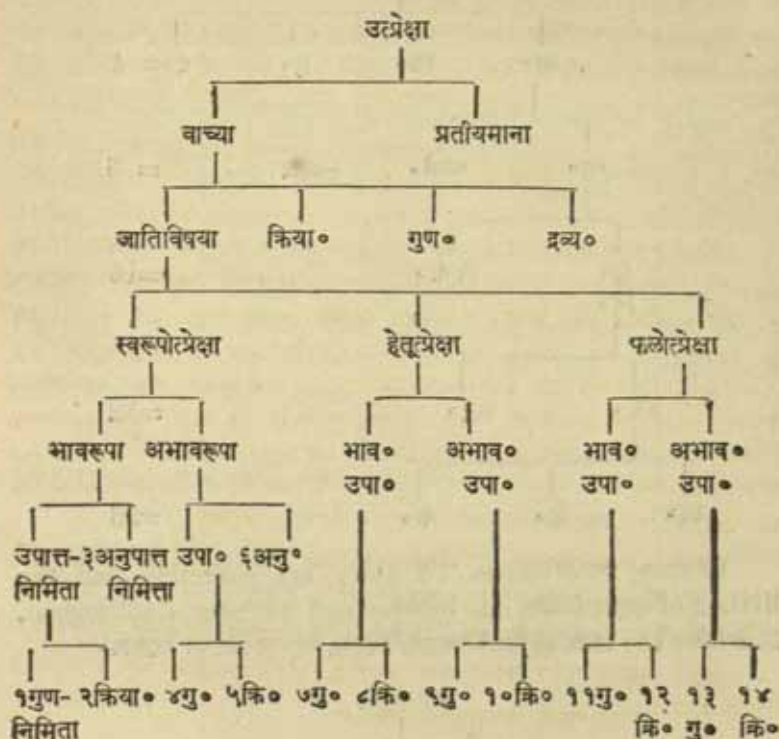 उत्प्रेक्षा
वाच्या प्रतीयमाना
जातिविषया क्रिया० गुण० द्रव्य०
स्वरूपोत्प्रेक्षा हेतूत्प्रेक्षा फलोत्प्रेक्षा
भावरूपा अभावरूपा भाव० अभाव० भाव० अभाव०
उपा० उपा० उपा० उपा०
उपात्त-३अनुपात्त उपा० ६अनु०
निमिता निमित्ता
१गुण- २क्रिया० ४गु० ५क्रि० ७गु० ८क्रि० ९गु० १०क्रि० ११गु० १२ १३ १४
निमिता क्रि० गु० क्रि०